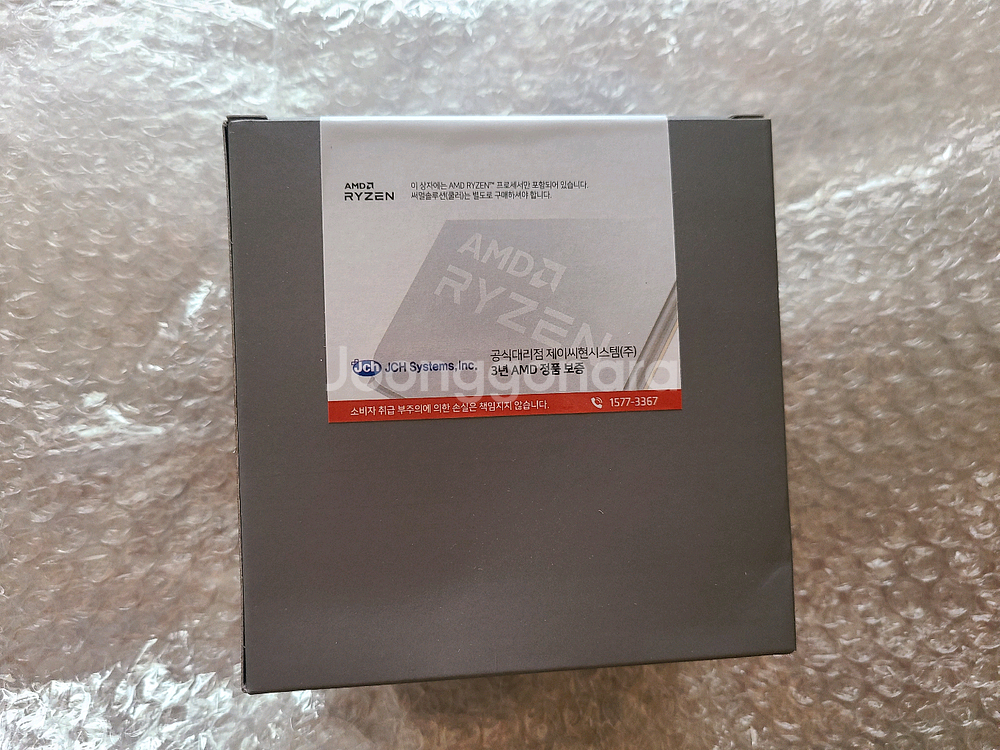 AMD
RYZEN
이 상자에는 AMD RYZEN™ 프로세서만 포함되어 있습니다.
써멀솔루션(쿨러)는 별도로 구매하셔야 합니다.
AMD
RYZEN
Jch JCH Systems, Inc.
공식대리점 제이씨현시스템(주)
3년 AMD 정품 보증
Joonggonara
소비자 취급 부주의에 의한 손실은 책임지지 않습니다.
1577-3367